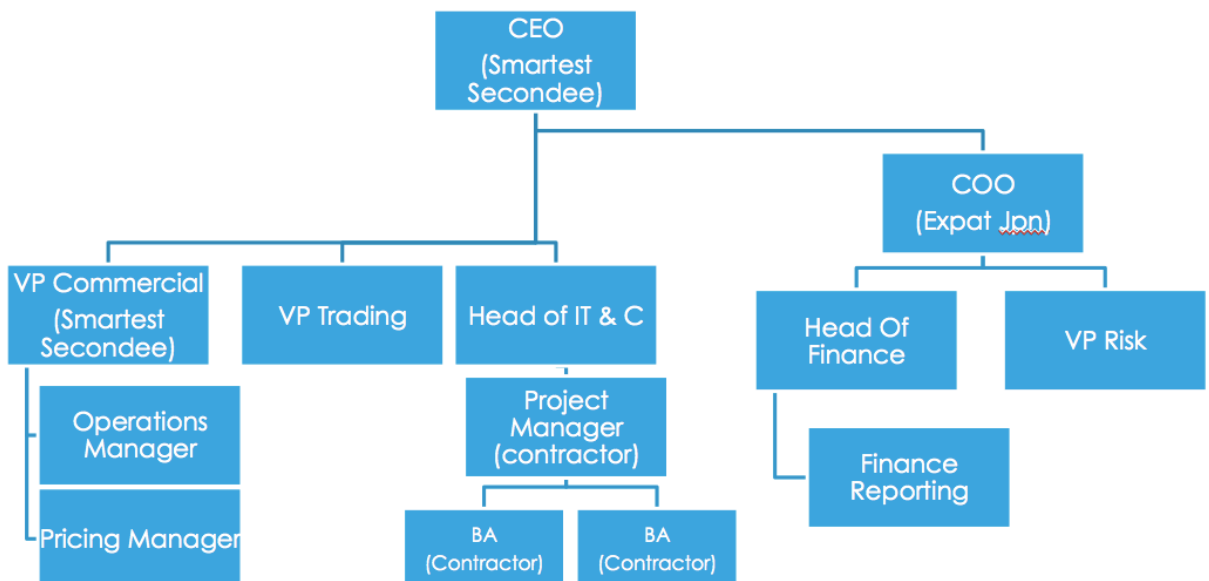 CEO
(Smartest
Secondee)
COO
(Expat Jpn)
VP Commercial
(Smartest
Secondee)
VP Trading
Head of IT & C
Head Of
Finance
VP Risk
Operations
Manager
Project
Manager
(contractor)
Finance
Reporting
Pricing Manager
BA
(Contractor)
BA
(Contractor)